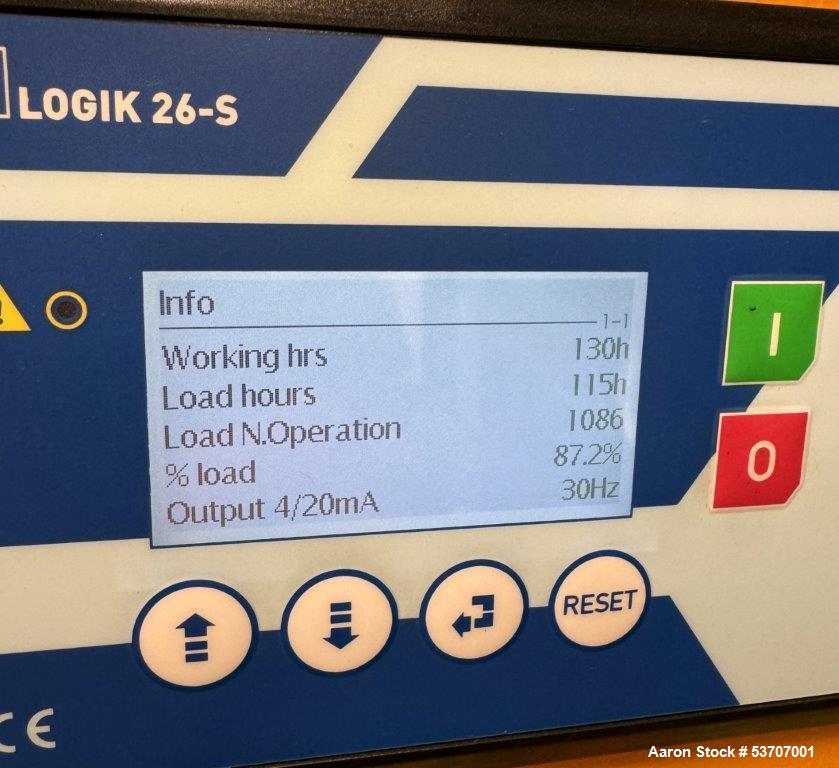 LOGIK 26-S
Info
1-1
Working hrs 130h
Load hours 115h
Load N.Operation 1086
% load 87.2%
Output 4/20mA 30Hz
I
O
RESET
CE
Aaron Stock # 53707001